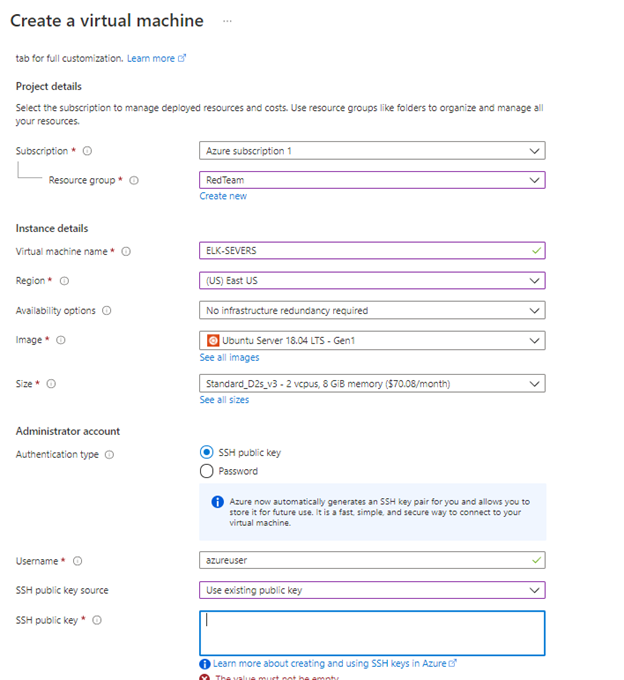 Create a virtual machine ...
tab for full customization. Learn more
Project details
Select the subscription to manage deployed resources and costs. Use resource groups like folders to organize and manage all
your resources.
Subscription * Azure subscription 1
Resource group * RedTeam
Create new
Instance details
Virtual machine name * ELK-SEVERS
Region * (US) East US
Availability options No infrastructure redundancy required
Image * Ubuntu Server 18.04 LTS - Gen1
See all images
Size * Standard_D2s_v3 - 2 vcpus, 8 GiB memory ($70.08/month)
See all sizes
Administrator account
Authentication type SSH public key
Password
Azure now automatically generates an SSH key pair for you and allows you to
store it for future use. It is a fast, simple, and secure way to connect to your
virtual machine.
Username * azureuser
SSH public key source Use existing public key
SSH public key *
Learn more about creating and using SSH keys in Azure
The value must not be empty.